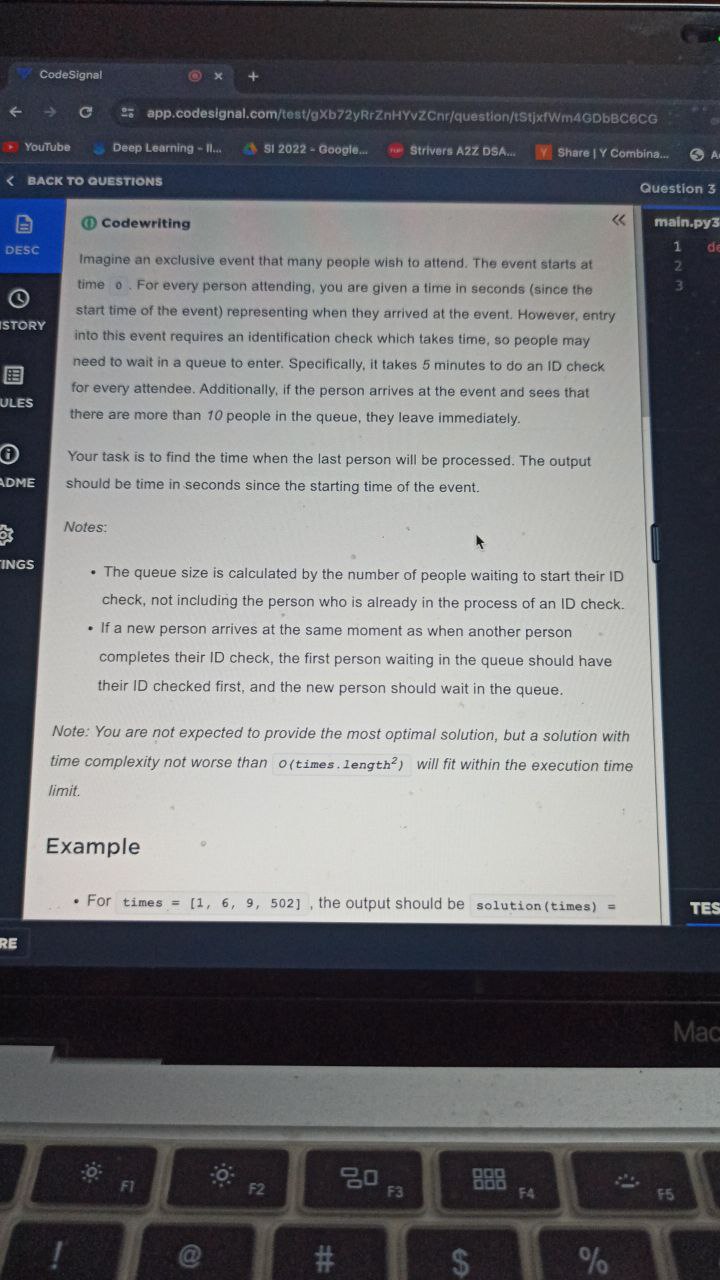 CodeSignal
app.codesignal.com/test/gXb72yRrZnHYvZCnr/question/tStjxfWm4GDbBC6CG
YouTube Deep Learning - II... SI 2022 - Google... Strivers A2Z DSA... Share | Y Combina...
BACK TO QUESTIONS
Question 3
DESC
STORY
ULES
ADME
INGS
RE
Codewriting
Imagine an exclusive event that many people wish to attend. The event starts at
time 0 . For every person attending, you are given a time in seconds (since the
start time of the event) representing when they arrived at the event. However, entry
into this event requires an identification check which takes time, so people may
need to wait in a queue to enter. Specifically, it takes 5 minutes to do an ID check
for every attendee. Additionally, if the person arrives at the event and sees that
there are more than 10 people in the queue, they leave immediately.
Your task is to find the time when the last person will be processed. The output
should be time in seconds since the starting time of the event.
Notes:
• The queue size is calculated by the number of people waiting to start their ID
check, not including the person who is already in the process of an ID check.
• If a new person arrives at the same moment as when another person
completes their ID check, the first person waiting in the queue should have
their ID checked first, and the new person should wait in the queue.
Note: You are not expected to provide the most optimal solution, but a solution with
time complexity not worse than O(times.length²) will fit within the execution time
limit.
Example
• For times = [1, 6, 9, 502] , the output should be solution(times) =
main.py3
1 de
2
3
TES
Mac
F1 F2 F3 F4 F5
! @ # $ %